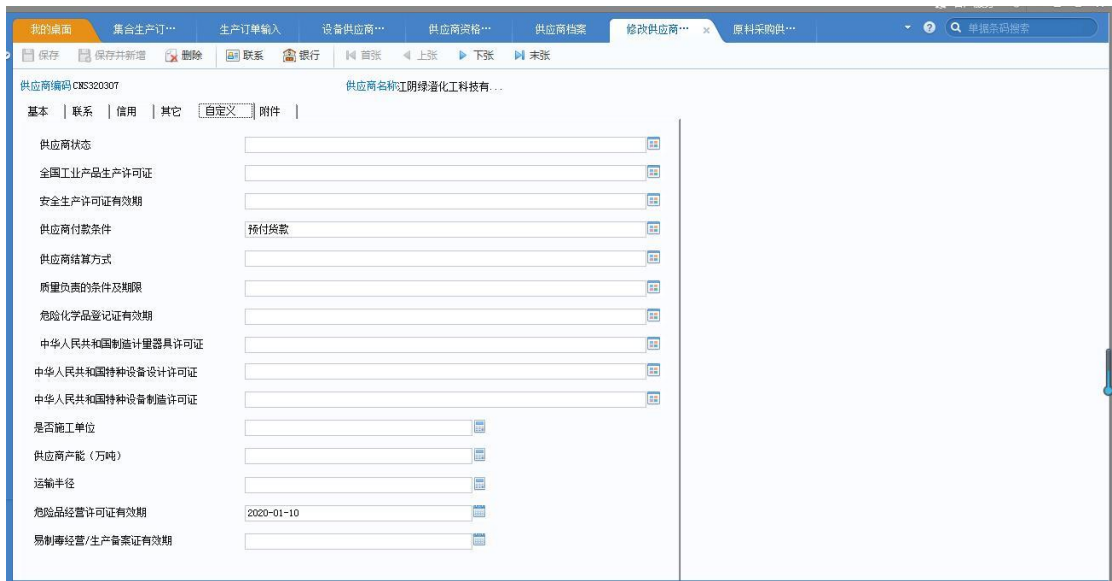 我的桌面 集合生产订… 生产订单输入 设备供应商… 供应商资格… 供应商档案 修改供应商… × 原料采购供… ? 单据条码搜索
保存 保存并新增 删除 联系 银行 首张 上张 下张 末张
供应商编码 CNS320307 供应商名称 江阴绿澄化工科技有...
基本 | 联系 | 信用 | 其它 | 自定义 | 附件 |
供应商状态
全国工业产品生产许可证
安全生产许可证有效期
供应商付款条件 预付货款
供应商结算方式
质量负责的条件及期限
危险化学品登记证有效期
中华人民共和国制造计量器具许可证
中华人民共和国特种设备设计许可证
中华人民共和国特种设备制造许可证
是否施工单位
供应商产能（万吨）
运输半径
危险品经营许可证有效期 2020-01-10
易制毒经营/生产备案证有效期